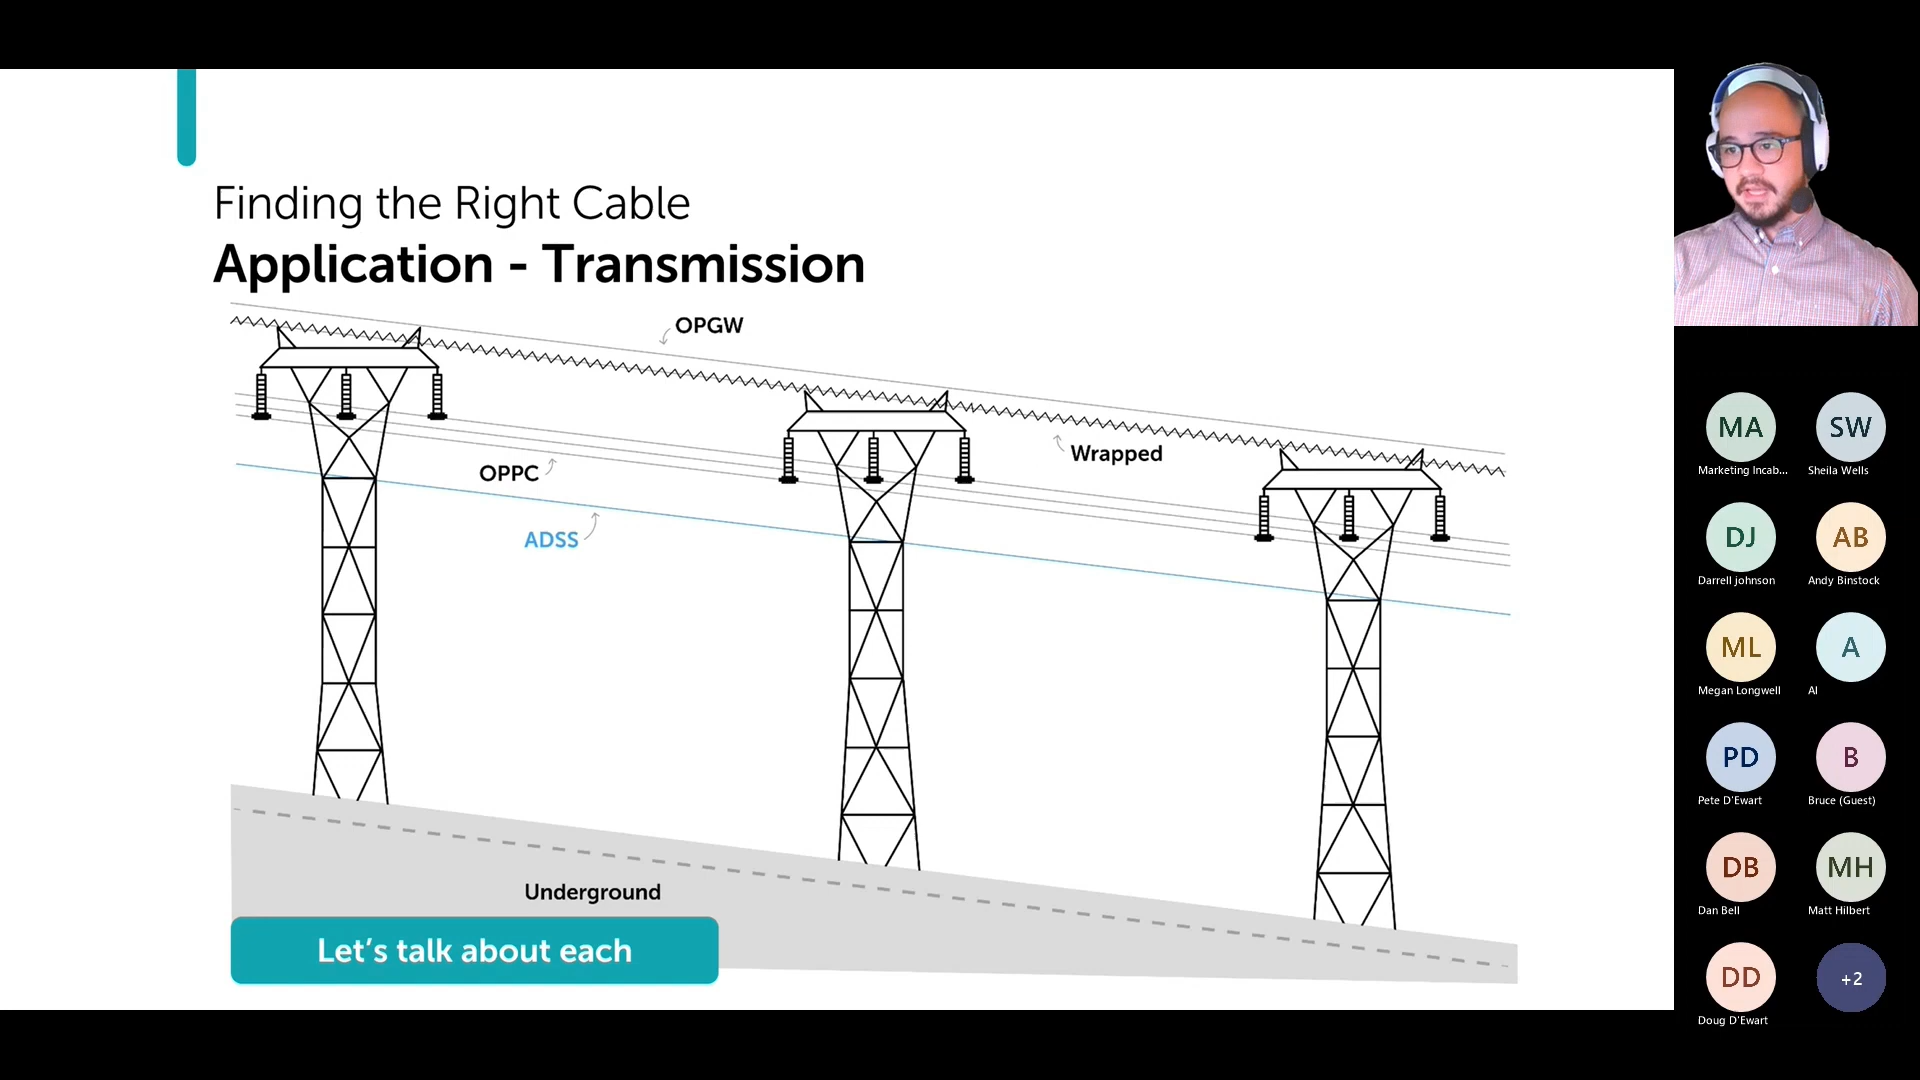 Finding the Right Cable
Application - Transmission
OPGW
Wrapped
OPPC
ADSS
Underground
Let's talk about each
MA
SW
Marketing Incab...
Sheila Wells
DJ
AB
Darrell johnson
Andy Binstock
ML
A
Megan Longwell
Al
PD
B
Pete D'Ewart
Bruce (Guest)
DB
MH
Dan Bell
Matt Hilbert
DD
+2
Doug D'Ewart